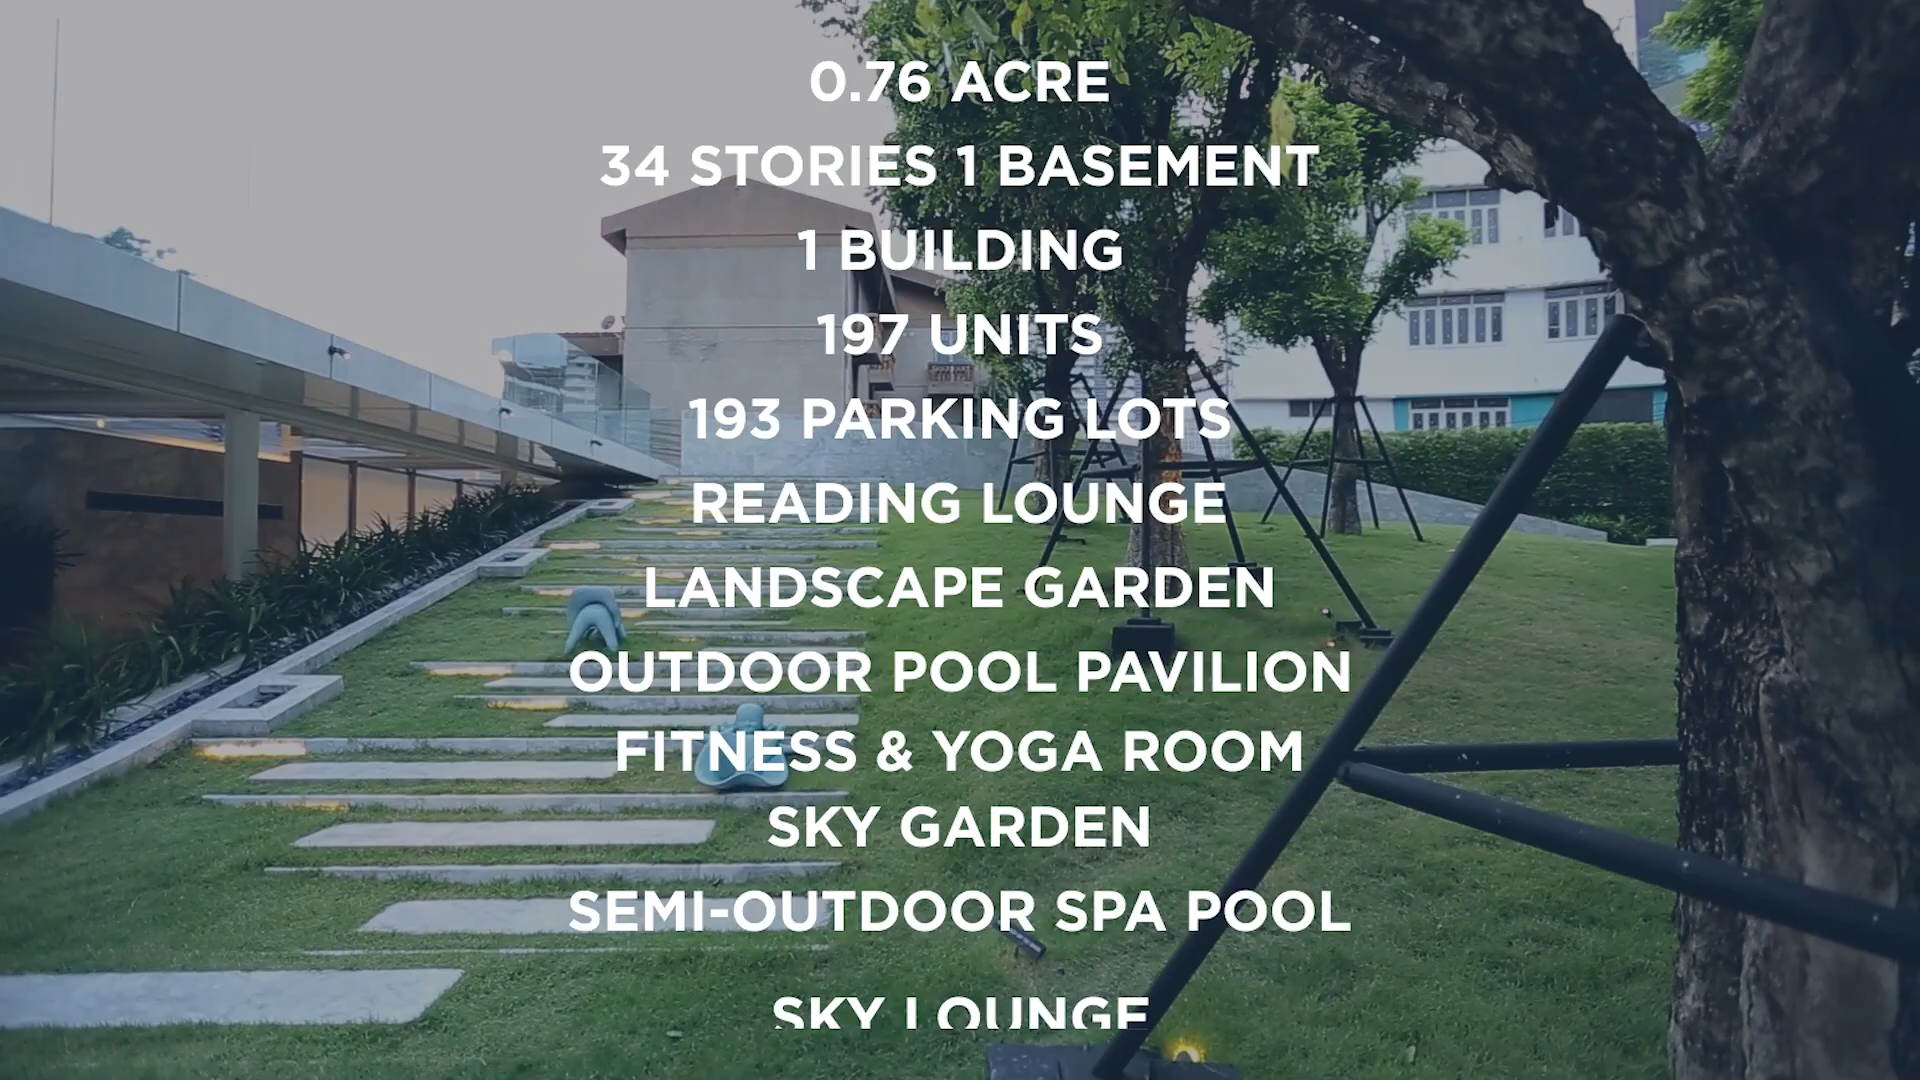 0.76 ACRE
34 STORIES 1 BASEMENT
1 BUILDING
197 UNITS
193 PARKING LOTS
READING LOUNGE
LANDSCAPE GARDEN
OUTDOOR POOL PAVILION
FITNESS & YOGA ROOM
SKY GARDEN
SEMI-OUTDOOR SPA POOL
SKY LOUNGE